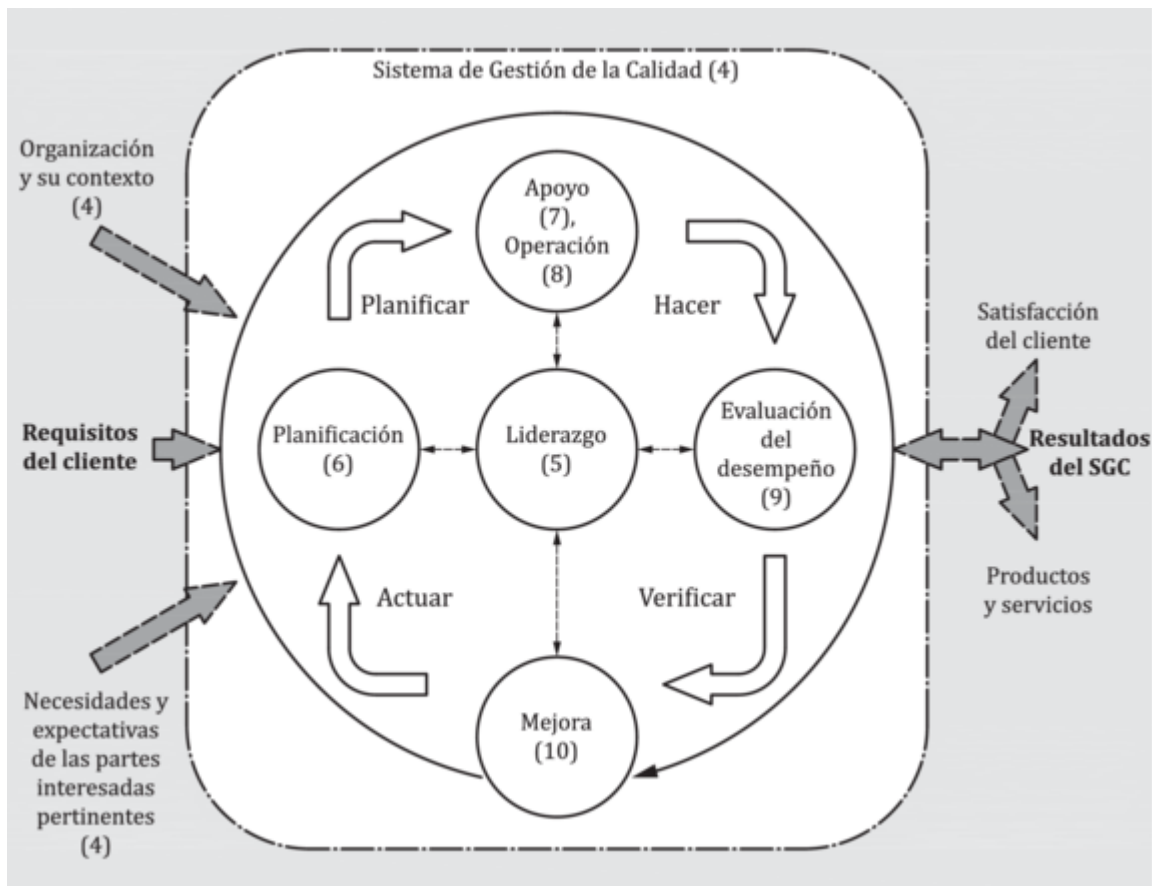 Sistema de Gestión de la Calidad (4)
Organización
y su contexto
(4)
Apoyo
(7),
Operación
(8)
Planificar
Hacer
Satisfacción
del cliente
Requisitos
del cliente
Planificación
(6)
Liderazgo
(5)
Evaluación
del
desempeño
(9)
Resultados
del SGC
Actuar
Verificar
Productos
y servicios
Necesidades y
expectativas
de las partes
interesadas
pertinentes
(4)
Mejora
(10)